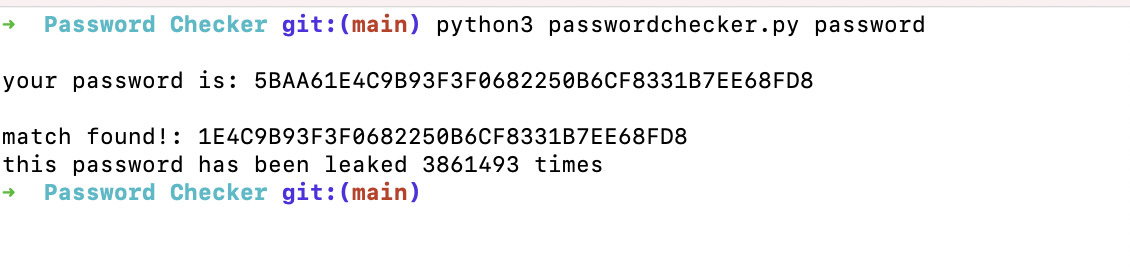 → Password Checker git:(main) python3 passwordchecker.py password
your password is: 5BAA61E4C9B93F3F0682250B6CF8331B7EE68FD8
match found!: 1E4C9B93F3F0682250B6CF8331B7EE68FD8
this password has been leaked 3861493 times
→ Password Checker git:(main)